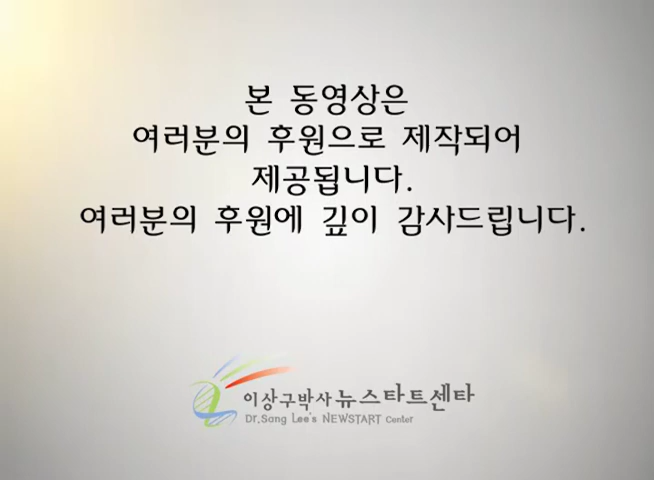 본 동영상은
여러분의 후원으로 제작되어
제공됩니다.
여러분의 후원에 깊이 감사드립니다.
이상구박사 뉴스타트센타
Dr.Sang Lee's NEWSTART Center